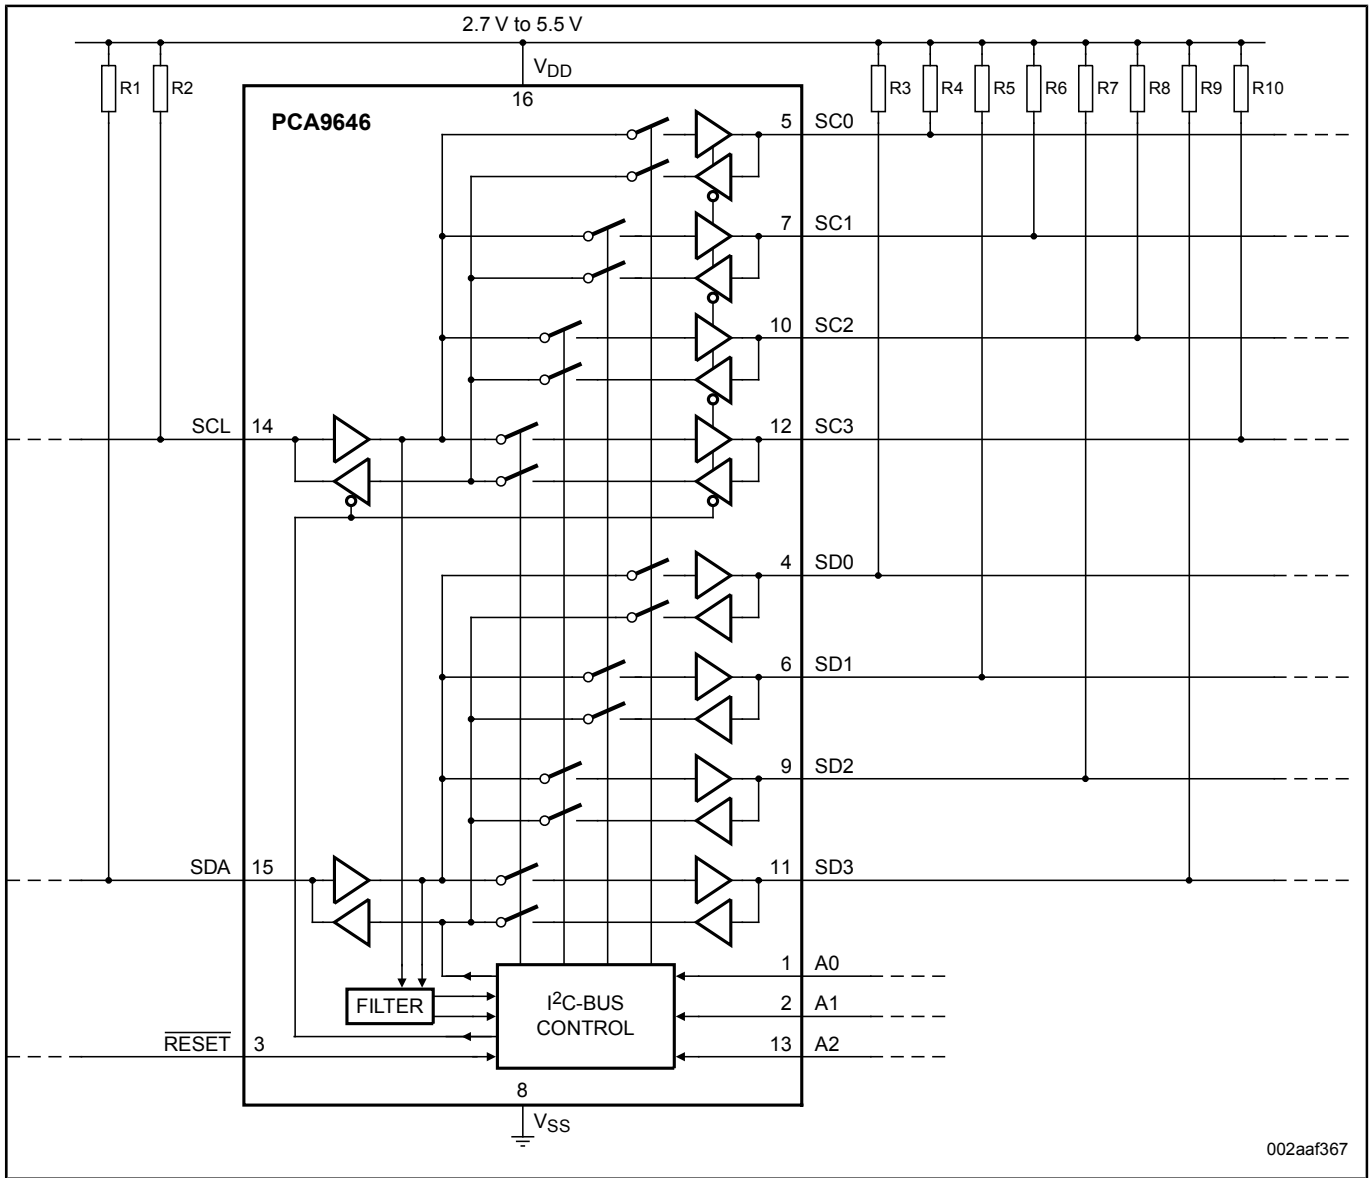 2.7 V to 5.5 V
R1 R2 VDD R3 R4 R5 R6 R7 R8 R9 R10
16
PCA9646
5 SC0
7 SC1
10 SC2
SCL 14 12 SC3
4 SD0
6 SD1
9 SD2
SDA 15 11 SD3
1 A0
FILTER I2C-BUS CONTROL
2 A1
RESET 3 13 A2
8
VSS
002aaf367